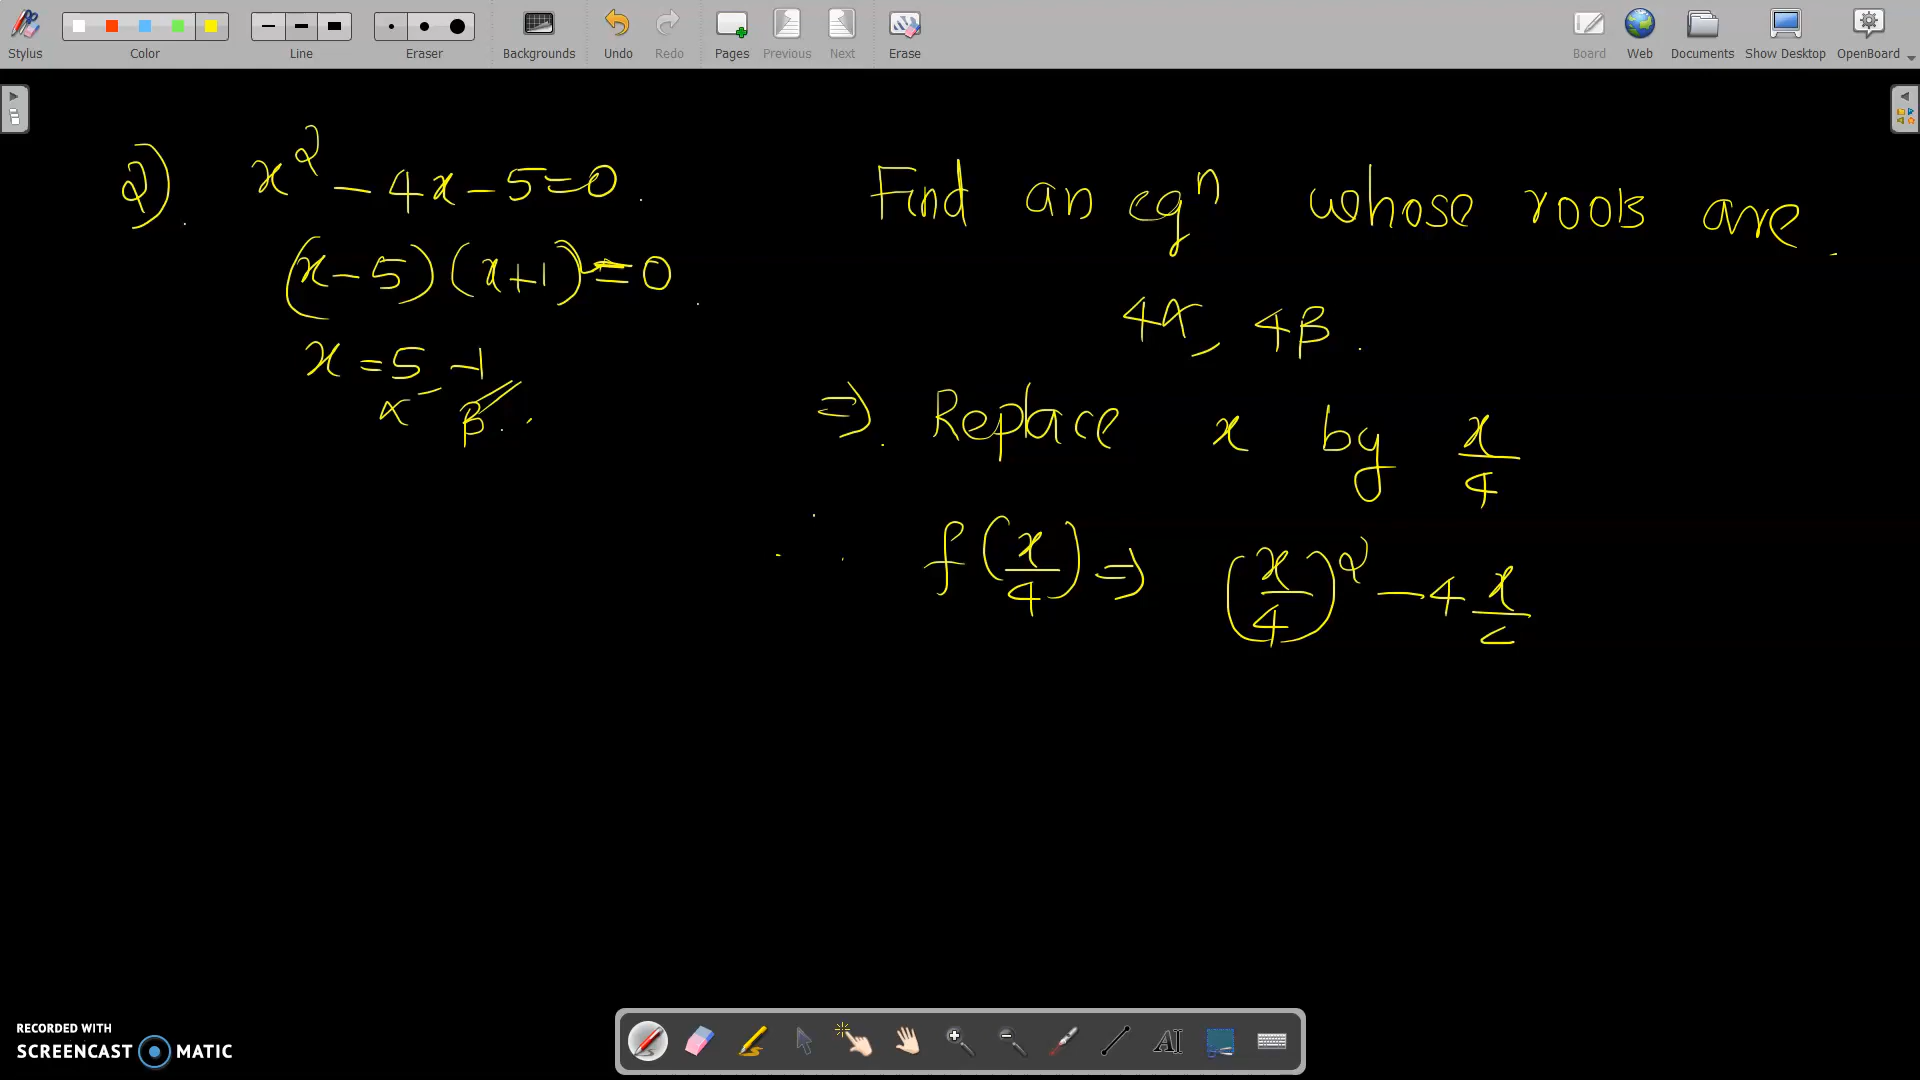 Stylus Color Line Eraser Backgrounds Undo Redo Pages Previous Next Erase Board Web Documents Show Desktop OpenBoard
2). x² - 4x - 5 = 0.
(x - 5) (x + 1) = 0
x = 5, -1
α β
Find an eqⁿ whose roots are
4α, 4β.
⇒ Replace x by x/4
f(x/4) ⇒ (x/4)² - 4 x/
RECORDED WITH
SCREENCAST MATIC